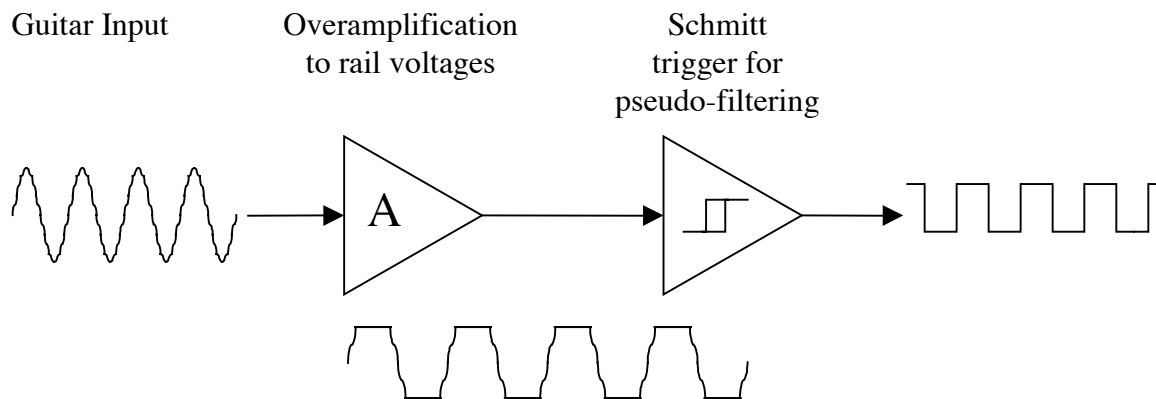 Guitar Input
Overamplification
to rail voltages
Schmitt
trigger for
pseudo-filtering
A